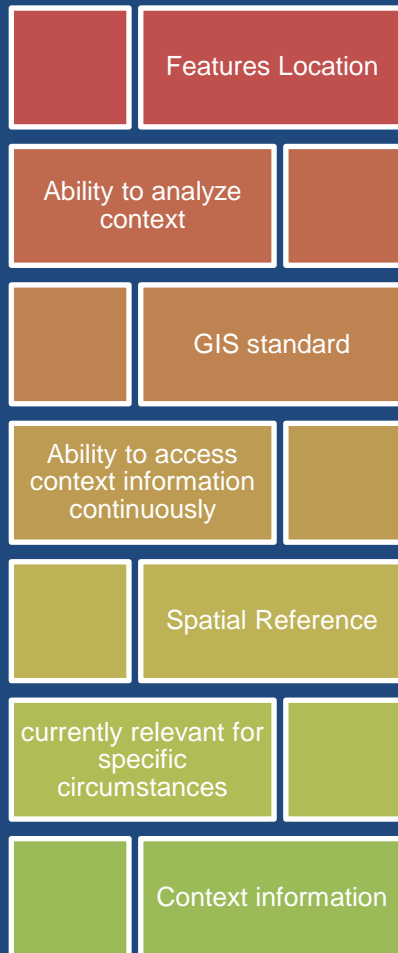 Features Location
Ability to analyze
context
GIS standard
Ability to access
context information
continuously
Spatial Reference
currently relevant for
specific
circumstances
Context information